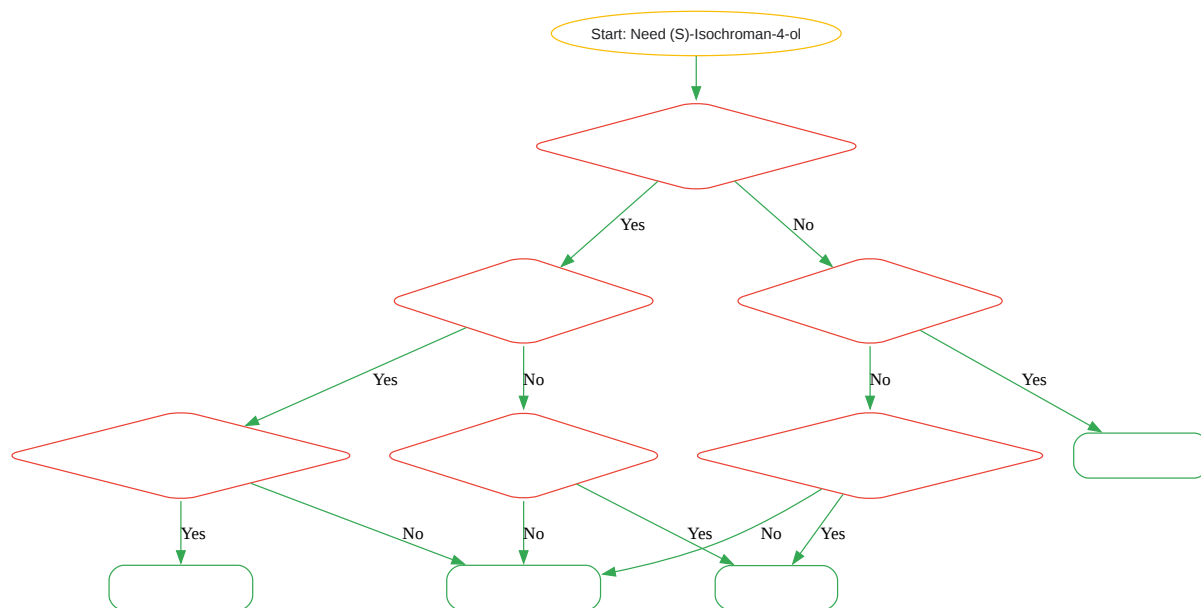 Start: Need (S)-Isochroman-4-ol
Yes
No
Yes
No
No
Yes
Yes
No
No
Yes
No
Yes